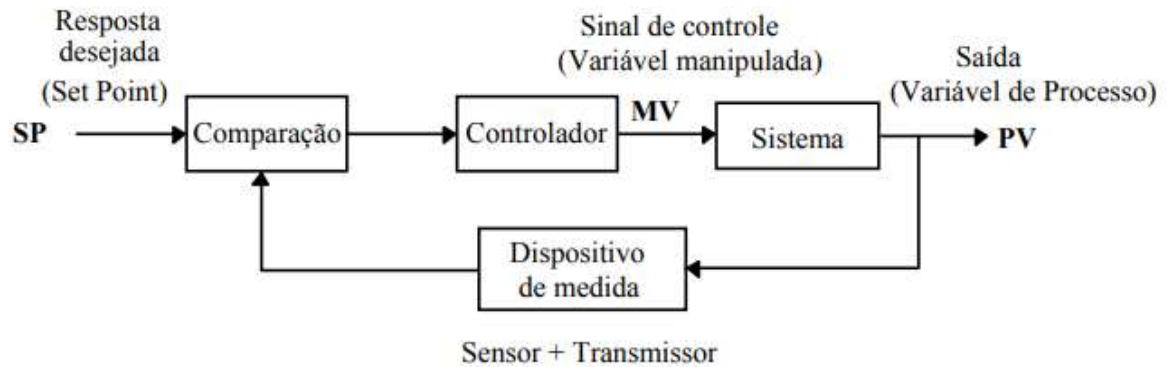 Resposta
desejada
(Set Point)
SP
Comparação
Controlador
Sinal de controle
(Variável manipulada)
MV
Sistema
Saída
(Variável de Processo)
PV
Dispositivo
de medida
Sensor + Transmissor